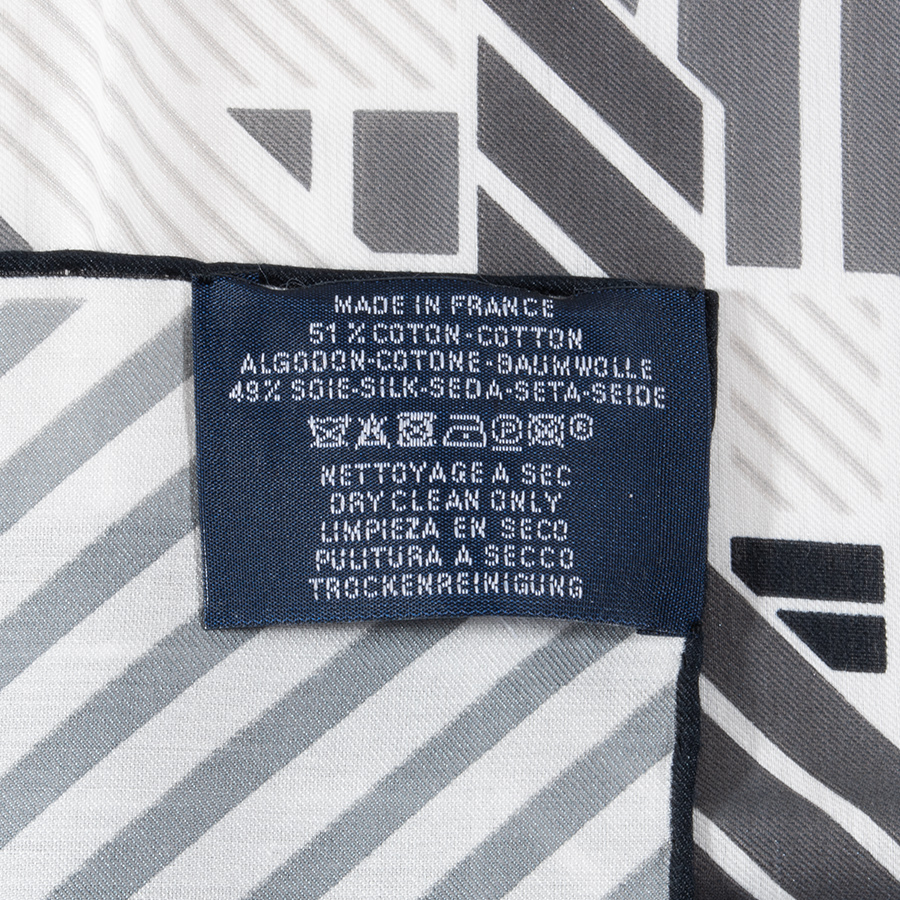 MADE IN FRANCE
51 % COTON-COTTON
ALGODON-COTONE-BAUMWOLLE
49% SOIE-SILK-SEDA-SETA-SEIDE
P
NETTOYAGE A SEC
DRY CLEAN ONLY
LIMPIEZA EN SECO
PULITURA A SECCO
TROCKENREINIGUNG